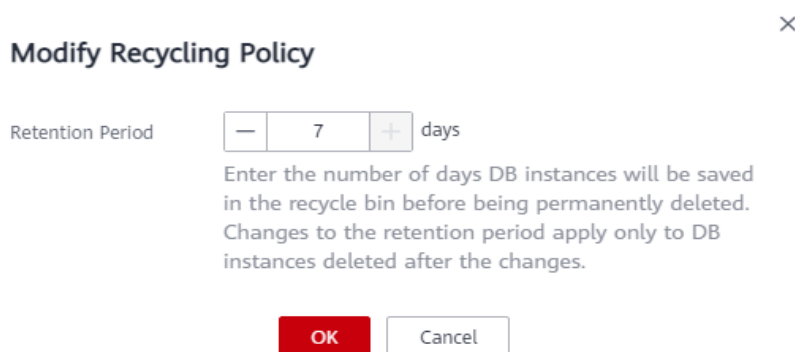 Modify Recycling Policy
Retention Period
7
days
Enter the number of days DB instances will be saved
in the recycle bin before being permanently deleted.
Changes to the retention period apply only to DB
instances deleted after the changes.
OK
Cancel